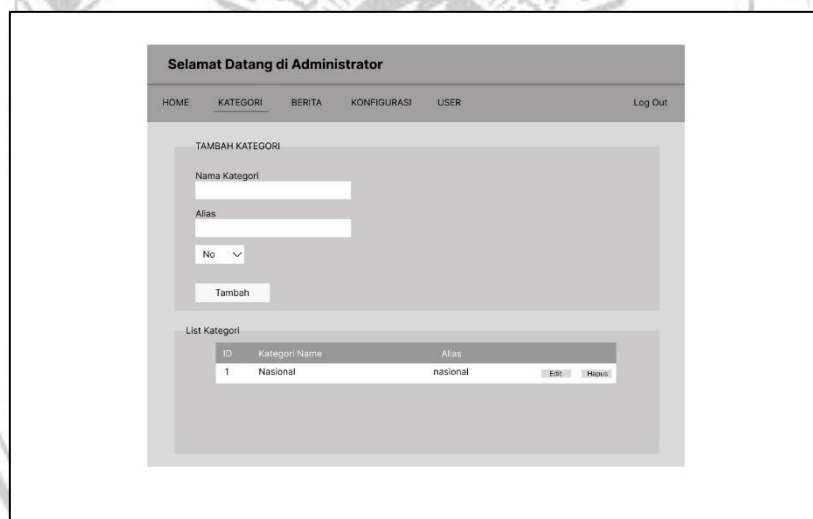 Selamat Datang di Administrator
HOME KATEGORI BERITA KONFIGURASI USER Log Out
TAMBAH KATEGORI
Nama Kategori
Alias
No
Tambah
List Kategori
ID Kategori Name Alias
1 Nasional nasional Edit Hapus